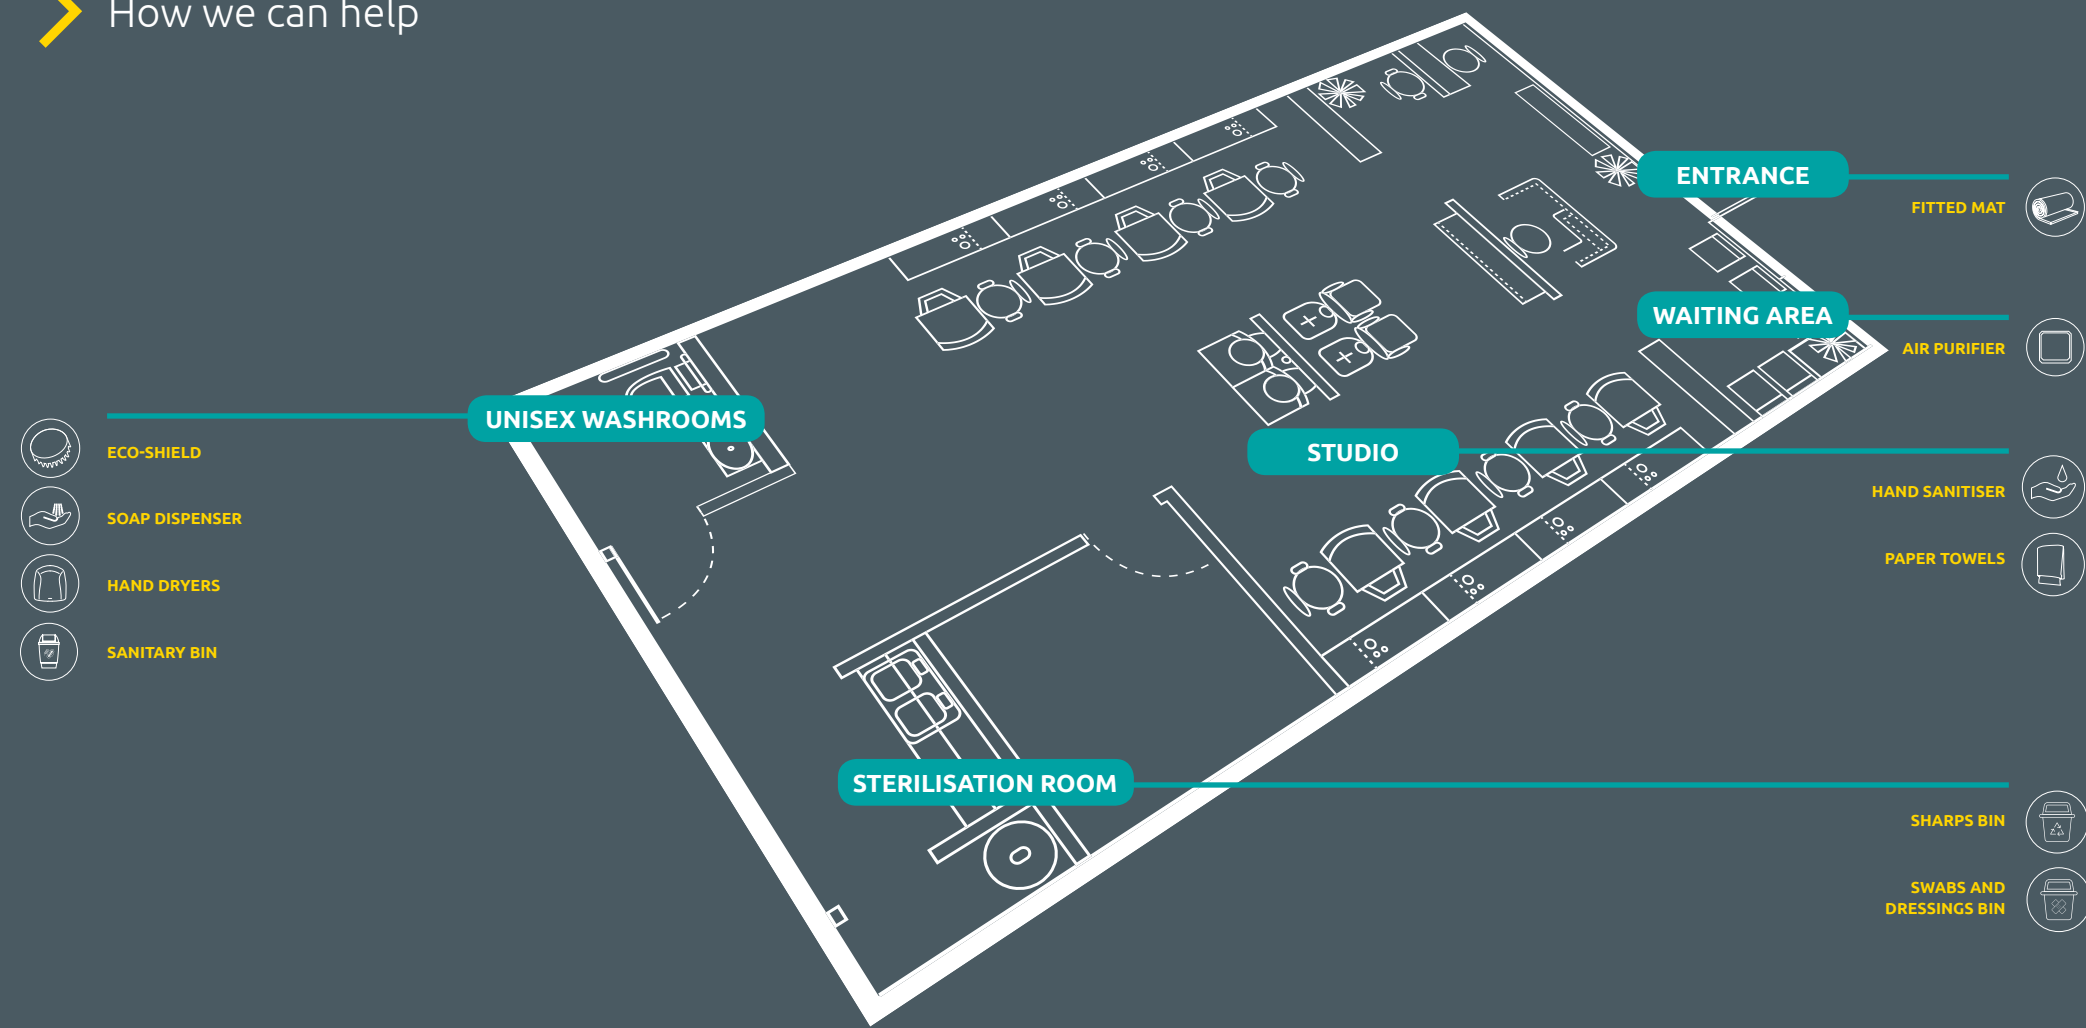 How we can help
ENTRANCE
FITTED MAT
WAITING AREA
AIR PURIFIER
UNISEX WASHROOMS
ECO-SHIELD
SOAP DISPENSER
HAND DRYERS
SANITARY BIN
STUDIO
HAND SANITISER
PAPER TOWELS
STERILISATION ROOM
SHARPS BIN
SWABS AND
DRESSINGS BIN